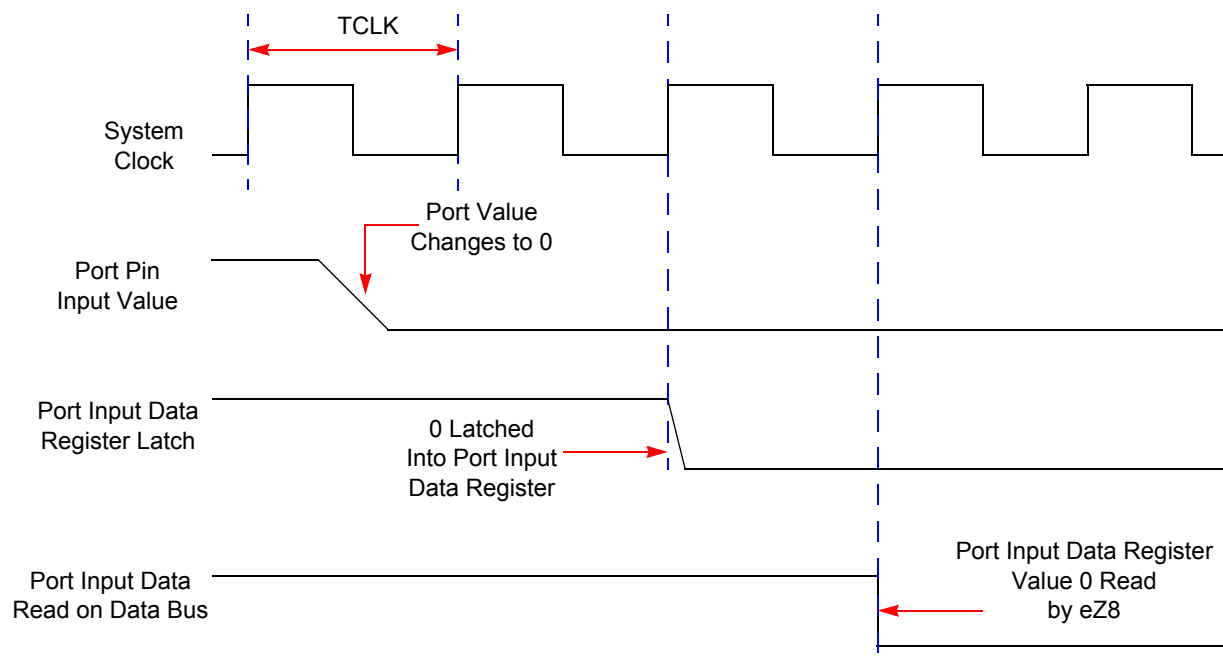 TCLK
System
Clock
Port Value
Changes to 0
Port Pin
Input Value
Port Input Data
Register Latch
0 Latched
Into Port Input
Data Register
Port Input Data
Read on Data Bus
Port Input Data Register
Value 0 Read
by eZ8